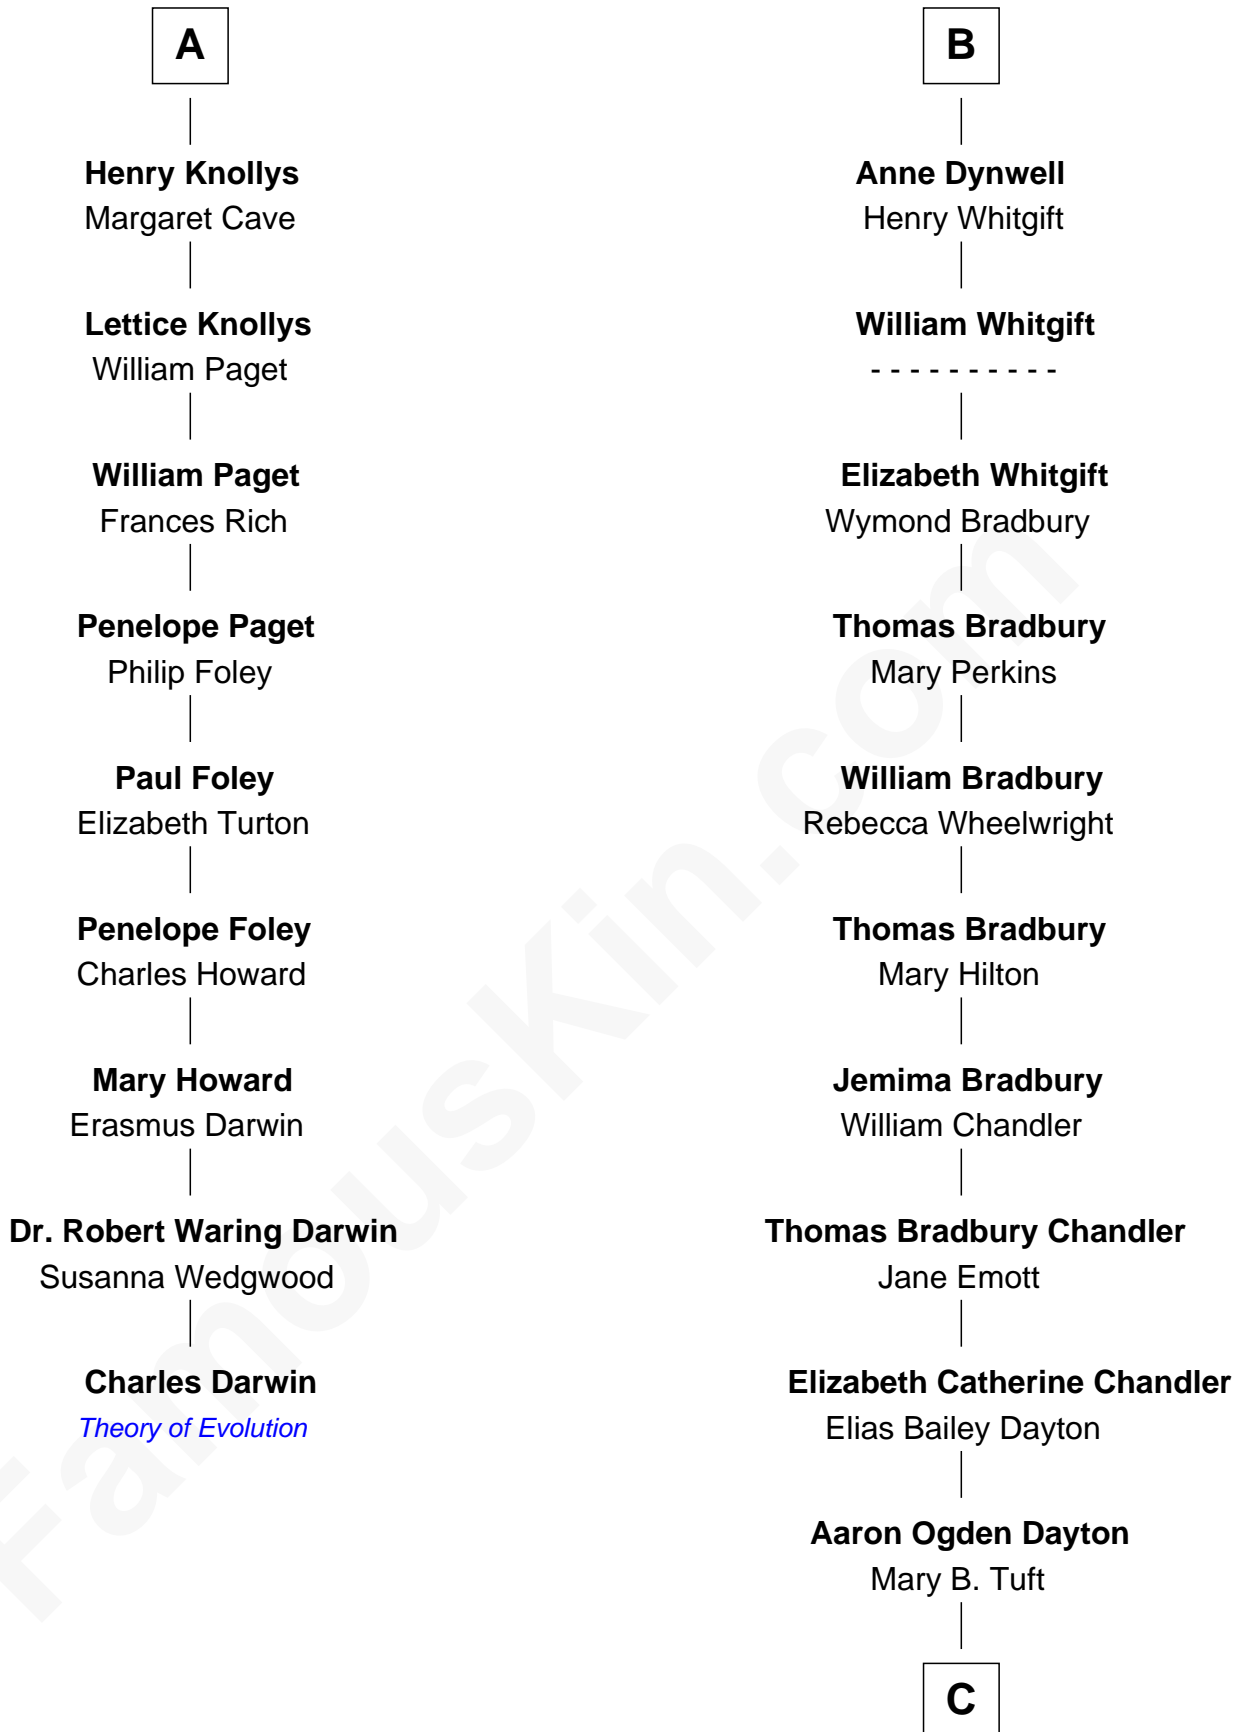 A
Henry Knollys
Margaret Cave
Lettice Knollys
William Paget
William Paget
Frances Rich
Penelope Paget
Philip Foley
Paul Foley
Elizabeth Turton
Penelope Foley
Charles Howard
Mary Howard
Erasmus Darwin
Dr. Robert Waring Darwin
Susanna Wedgwood
Charles Darwin
Theory of Evolution
B
Anne Dynwell
Henry Whitgift
William Whitgift
- - - - - - - - - -
Elizabeth Whitgift
Wymond Bradbury
Thomas Bradbury
Mary Perkins
William Bradbury
Rebecca Wheelwright
Thomas Bradbury
Mary Hilton
Jemima Bradbury
William Chandler
Thomas Bradbury Chandler
Jane Emott
Elizabeth Catherine Chandler
Elias Bailey Dayton
Aaron Ogden Dayton
Mary B. Tuft
C
FamousKin.com